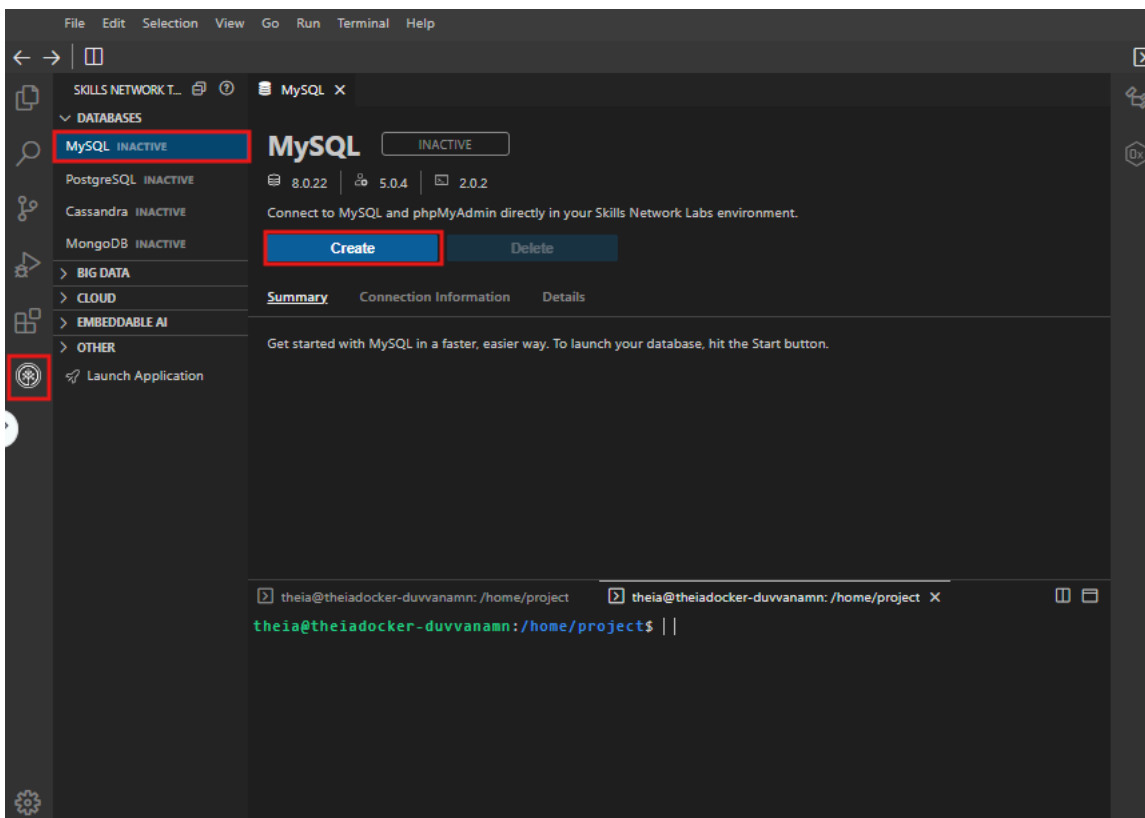 File Edit Selection View Go Run Terminal Help
SKILLS NETWORK T...
MySQL
DATABASES
MySQL INACTIVE
PostgreSQL INACTIVE
Cassandra INACTIVE
MongoDB INACTIVE
BIG DATA
CLOUD
EMBEDDABLE AI
OTHER
Launch Application
MySQL INACTIVE
8.0.22 5.0.4 2.0.2
Connect to MySQL and phpMyAdmin directly in your Skills Network Labs environment.
Create Delete
Summary Connection Information Details
Get started with MySQL in a faster, easier way. To launch your database, hit the Start button.
theia@theiadocker-duvvanamn: /home/project theia@theiadocker-duvvanamn: /home/project
theia@theiadocker-duvvanamn:/home/project$
0x